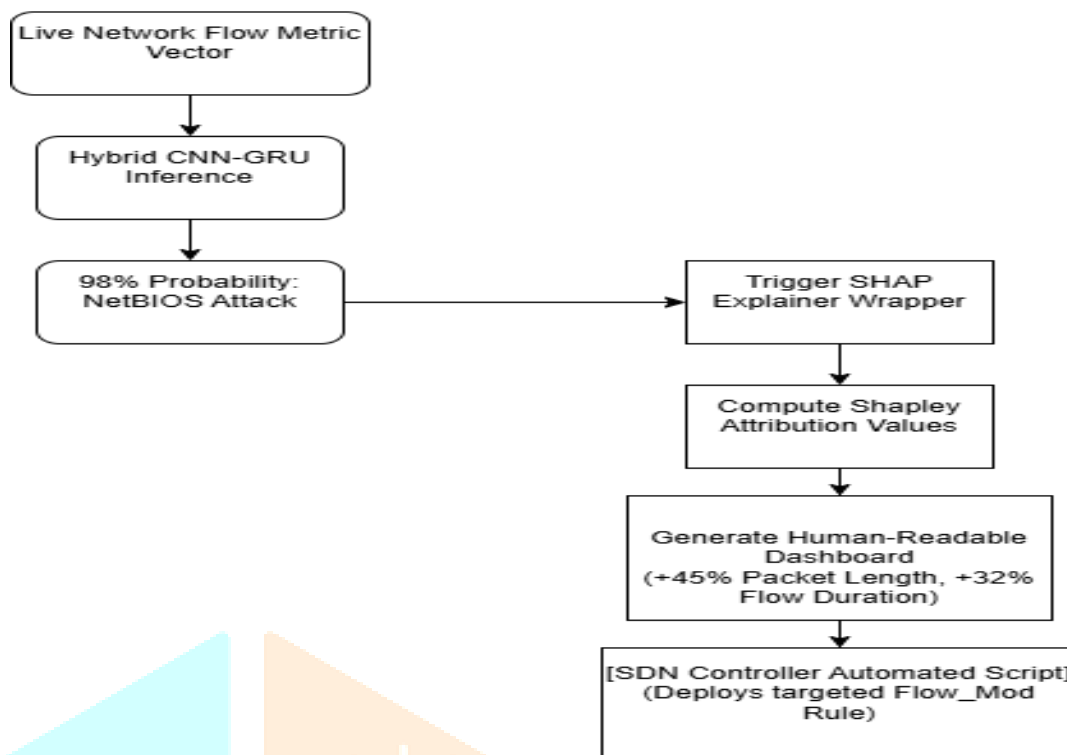 Live Network Flow Metric
Vector
Hybrid CNN-GRU
Inference
98% Probability:
NetBIOS Attack
Trigger SHAP
Explainer Wrapper
Compute Shapley
Attribution Values
Generate Human-Readable
Dashboard
(+45% Packet Length, +32%
Flow Duration)
[SDN Controller Automated Script]
(Deploys targeted Flow_Mod
Rule)